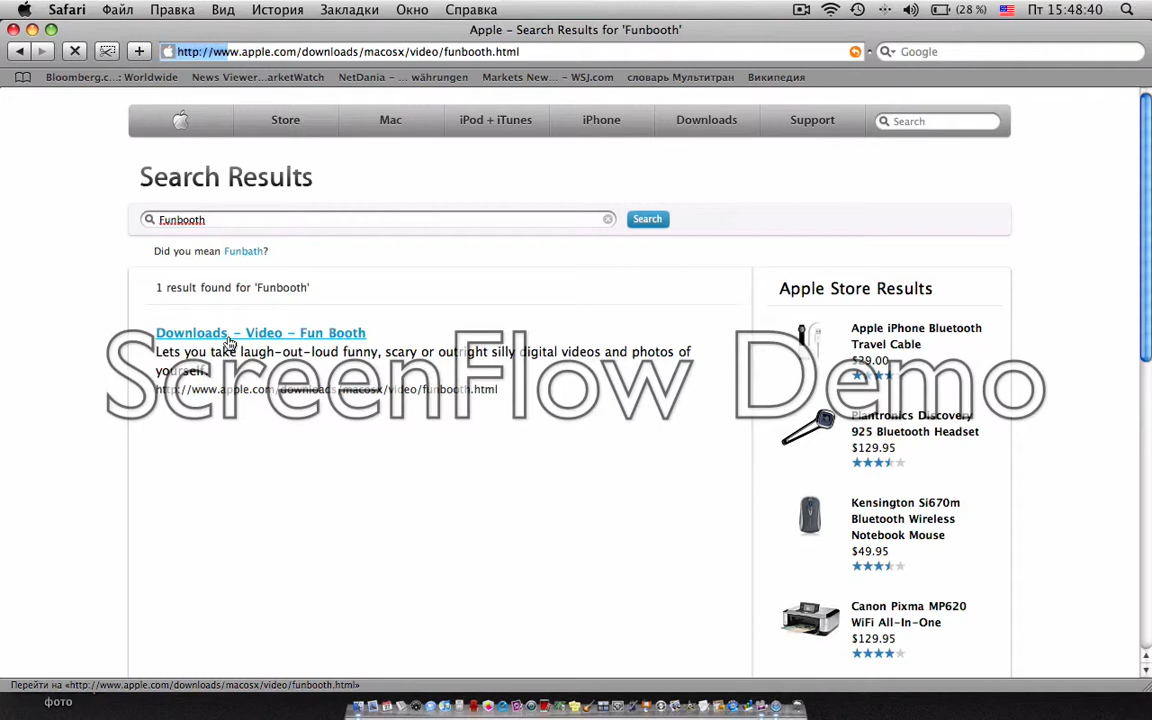 Safari Файл Правка Вид История Закладки Окно Справка (28 %) Пт 15:48:40
Apple – Search Results for 'Funbooth'
http://www.apple.com/downloads/macosx/video/funbooth.html Google
Bloomberg.c...: Worldwide News Viewer...arketWatch NetDania – ... währungen Markets New... – WSJ.com словарь Мультитран Википедия
Store Mac iPod + iTunes iPhone Downloads Support Search
Search Results
Funbooth Search
Did you mean Funbath?
1 result found for 'Funbooth'
Downloads – Video – Fun Booth
Lets you take laugh-out-loud funny, scary or outright silly digital videos and photos of
yourself.
http://www.apple.com/downloads/macosx/video/funbooth.html
Apple Store Results
Apple iPhone Bluetooth
Travel Cable
$29.00
Plantronics Discovery
925 Bluetooth Headset
$129.95
Kensington Si670m
Bluetooth Wireless
Notebook Mouse
$49.95
Canon Pixma MP620
WiFi All-In-One
$129.95
ScreenFlow Demo
Перейти на «http://www.apple.com/downloads/macosx/video/funbooth.html»
фото